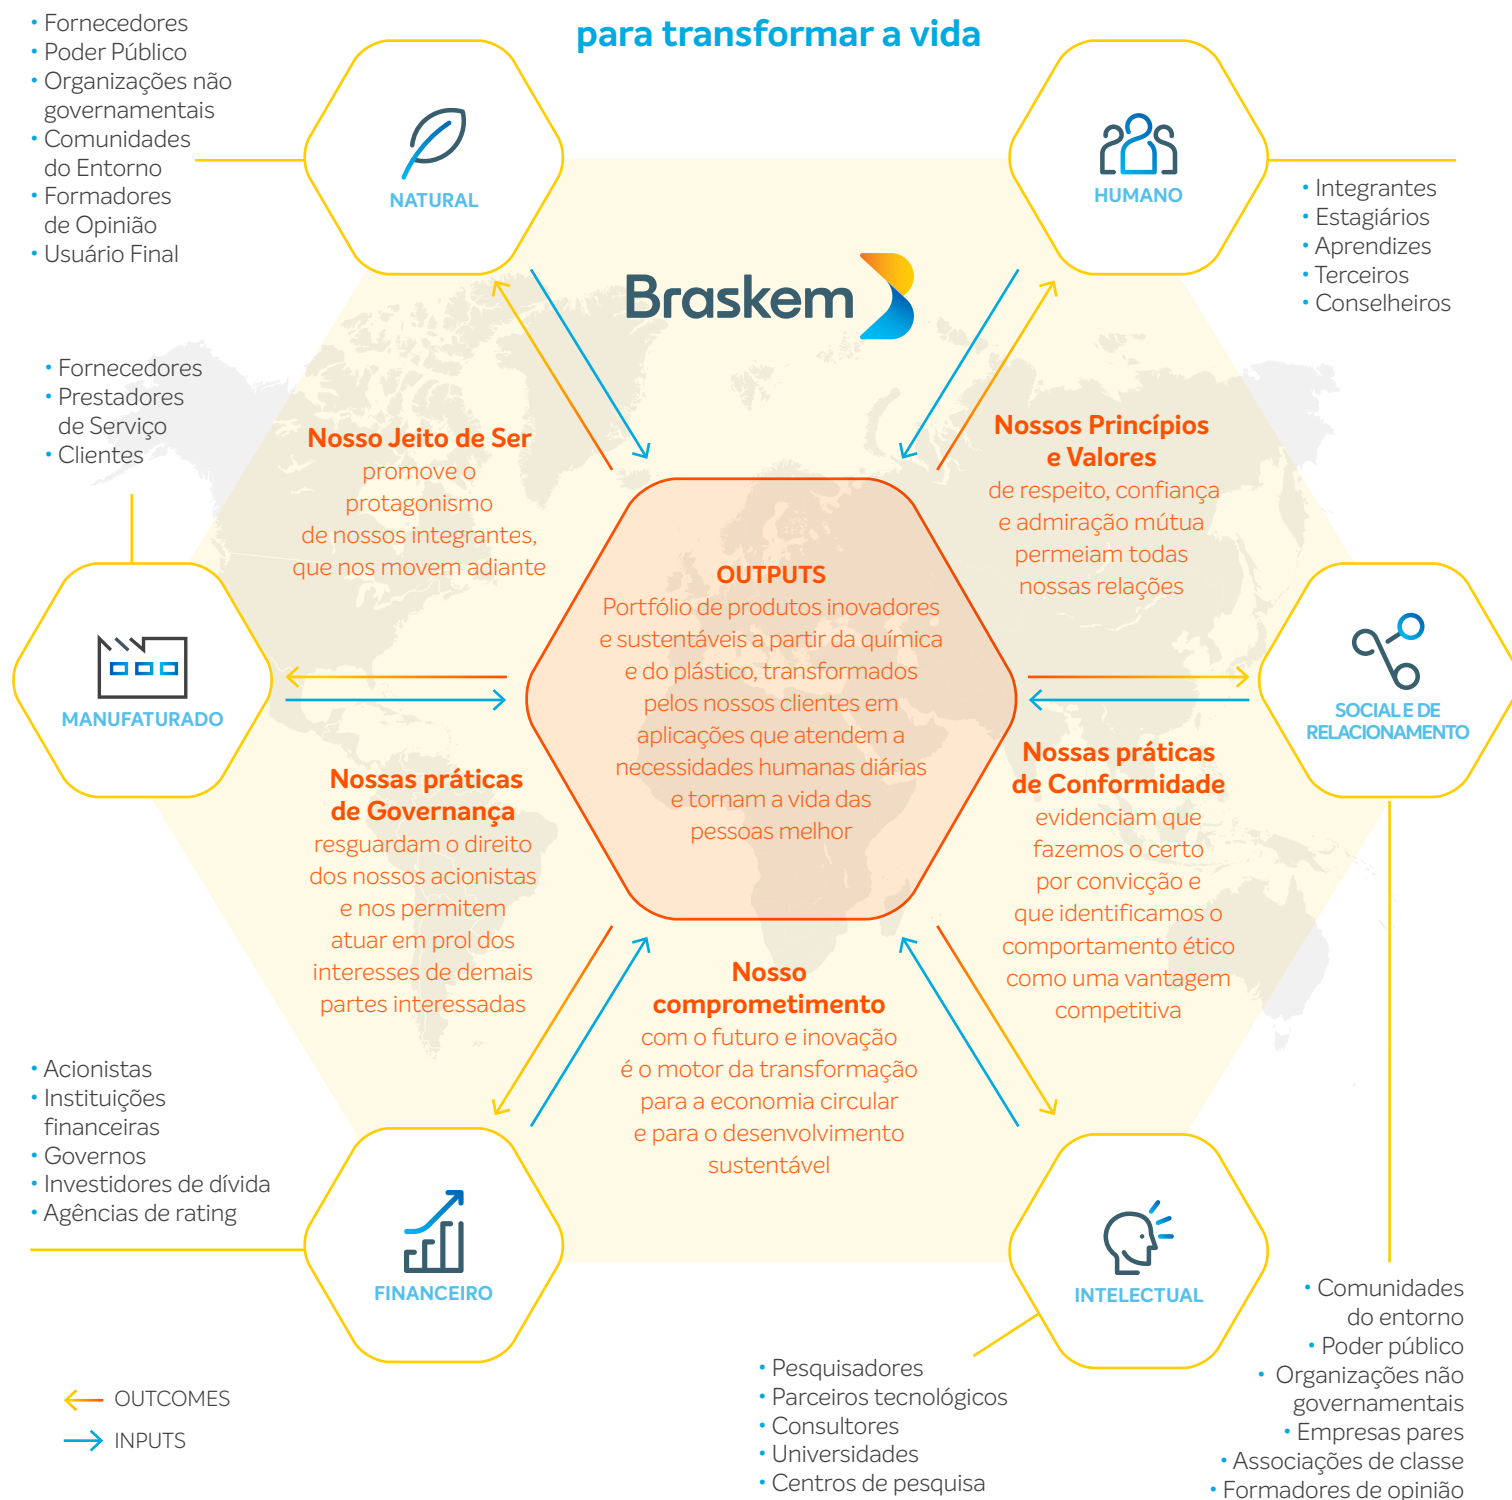 para transformar a vida
• Fornecedores
• Poder Público
• Organizações não
governamentais
• Comunidades
do Entorno
• Formadores
de Opinião
• Usuário Final
NATURAL
HUMANO
• Integrantes
• Estagiários
• Aprendizes
• Terceiros
• Conselheiros
Braskem
• Fornecedores
• Prestadores
de Serviço
• Clientes
MANUFATURADO
Nosso Jeito de Ser
promove o
protagonismo
de nossos integrantes,
que nos movem adiante
Nossos Princípios
e Valores
de respeito, confiança
e admiração mútua
permeiam todas
nossas relações
OUTPUTS
Portfólio de produtos inovadores
e sustentáveis a partir da química
e do plástico, transformados
pelos nossos clientes em
aplicações que atendem a
necessidades humanas diárias
e tornam a vida das
pessoas melhor
SOCIAL E DE
RELACIONAMENTO
Nossas práticas
de Governança
resguardam o direito
dos nossos acionistas
e nos permitem
atuar em prol dos
interesses de demais
partes interessadas
Nossas práticas
de Conformidade
evidenciam que
fazemos o certo
por convicção e
que identificamos o
comportamento ético
como uma vantagem
competitiva
Nosso
comprometimento
com o futuro e inovação
é o motor da transformação
para a economia circular
e para o desenvolvimento
sustentável
• Acionistas
• Instituições
financeiras
• Governos
• Investidores de dívida
• Agências de rating
FINANCEIRO
INTELECTUAL
• Pesquisadores
• Parceiros tecnológicos
• Consultores
• Universidades
• Centros de pesquisa
• Comunidades
do entorno
• Poder público
• Organizações não
governamentais
• Empresas pares
• Associações de classe
• Formadores de opinião
OUTCOMES
INPUTS